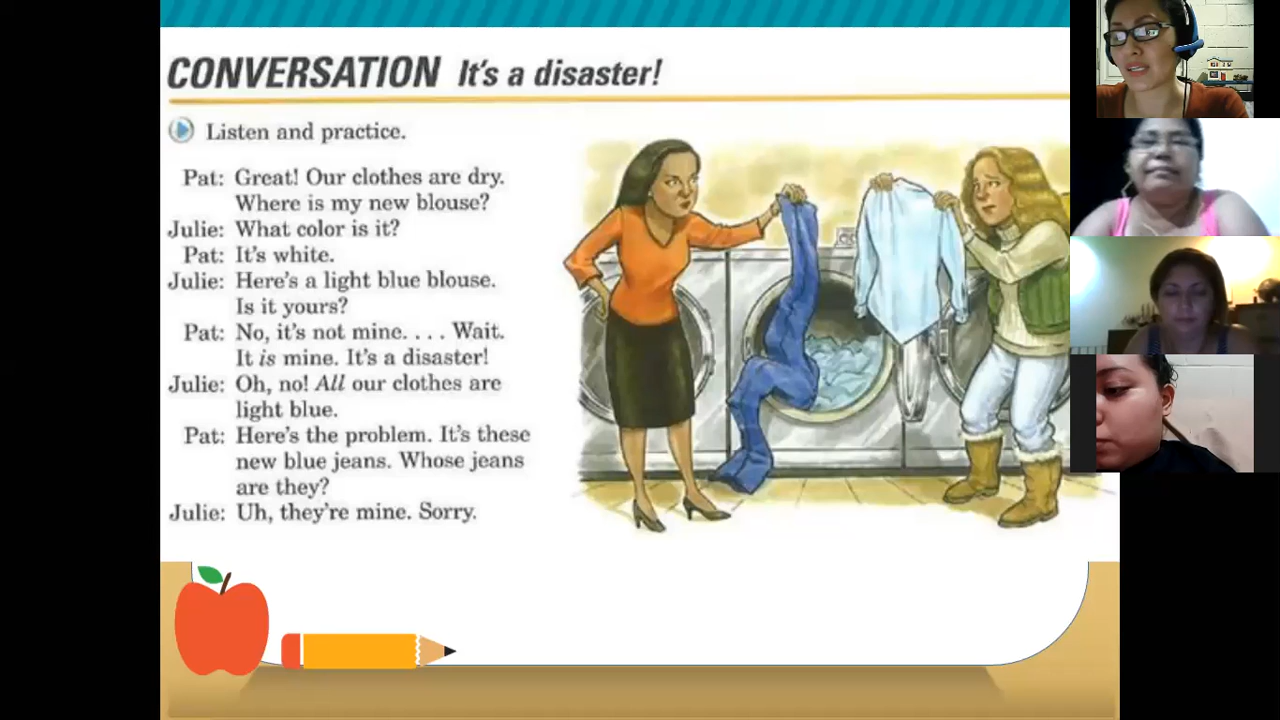 CONVERSATION It's a disaster!
Listen and practice.
Pat: Great! Our clothes are dry.
Where is my new blouse?
Julie: What color is it?
Pat: It's white.
Julie: Here's a light blue blouse.
Is it yours?
Pat: No, it's not mine. . . . Wait.
It is mine. It's a disaster!
Julie: Oh, no! All our clothes are
light blue.
Pat: Here's the problem. It's these
new blue jeans. Whose jeans
are they?
Julie: Uh, they're mine. Sorry.